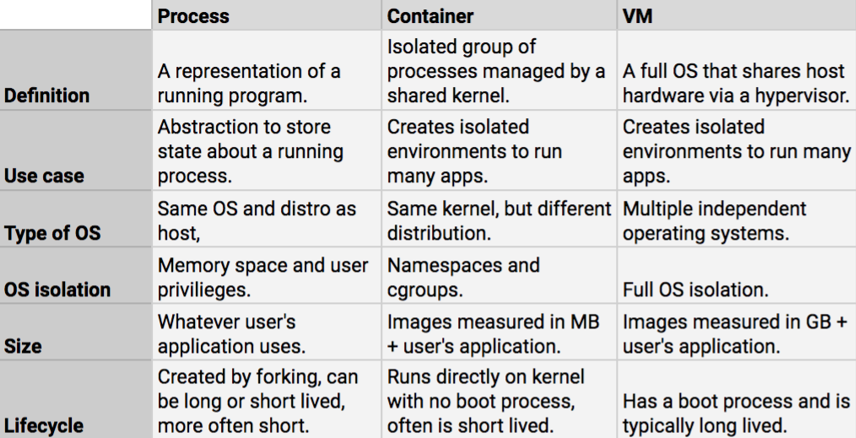 Process Container VM
Definition
A representation of a
running program.
Isolated group of
processes managed by a
shared kernel.
A full OS that shares host
hardware via a hypervisor.
Use case
Abstraction to store
state about a running
process.
Creates isolated
environments to run
many apps.
Creates isolated
environments to run many
apps.
Type of OS
Same OS and distro as
host,
Same kernel, but different
distribution.
Multiple independent
operating systems.
OS isolation
Memory space and user
privilieges.
Namespaces and
cgroups.
Full OS isolation.
Size
Whatever user's
application uses.
Images measured in MB
+ user's application.
Images measured in GB +
user's application.
Lifecycle
Created by forking, can
be long or short lived,
more often short.
Runs directly on kernel
with no boot process,
often is short lived.
Has a boot process and is
typically long lived.